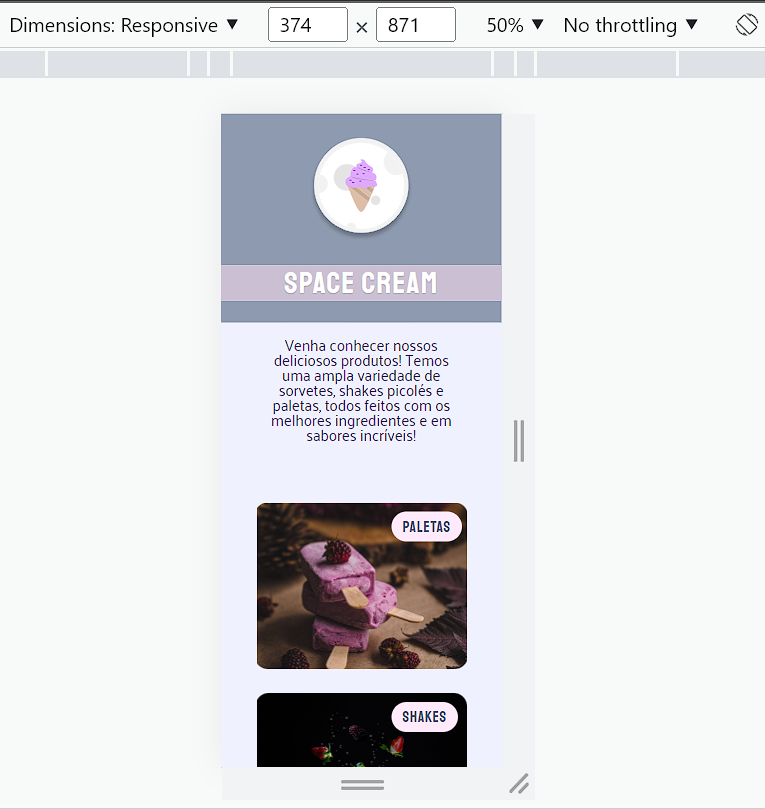 Dimensions: Responsive ▼ 374 × 871 50% ▼ No throttling ▼
SPACE CREAM
Venha conhecer nossos
deliciosos produtos! Temos
uma ampla variedade de
sorvetes, shakes picolés e
paletas, todos feitos com os
melhores ingredientes e em
sabores incríveis!
PALETAS
SHAKES